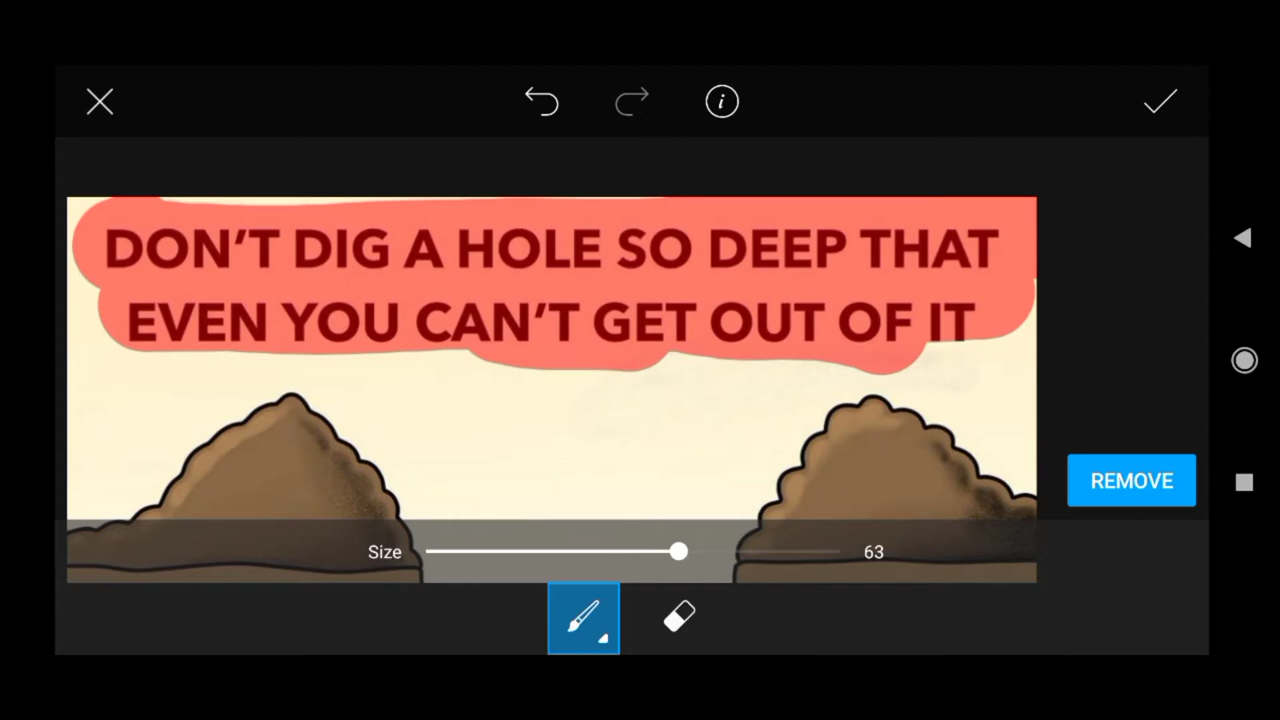 DON'T DIG A HOLE SO DEEP THAT
EVEN YOU CAN'T GET OUT OF IT
REMOVE
Size 63